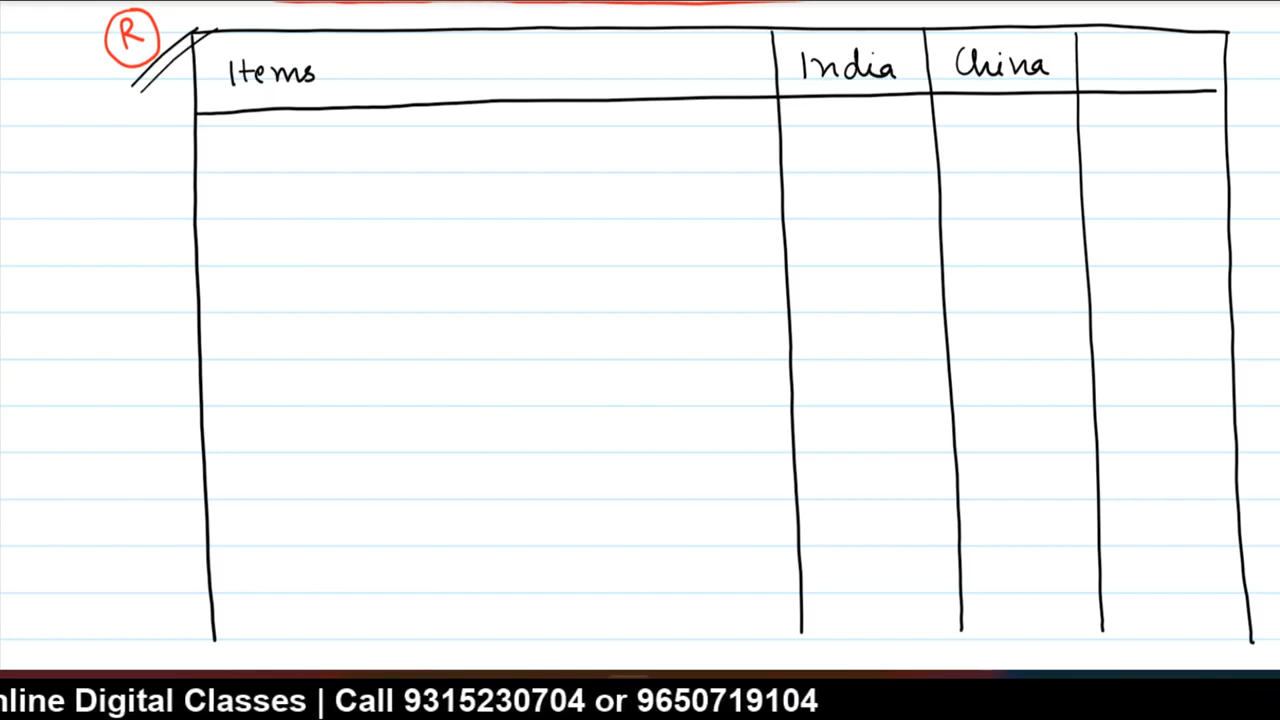 R
Items India China
nline Digital Classes | Call 9315230704 or 9650719104